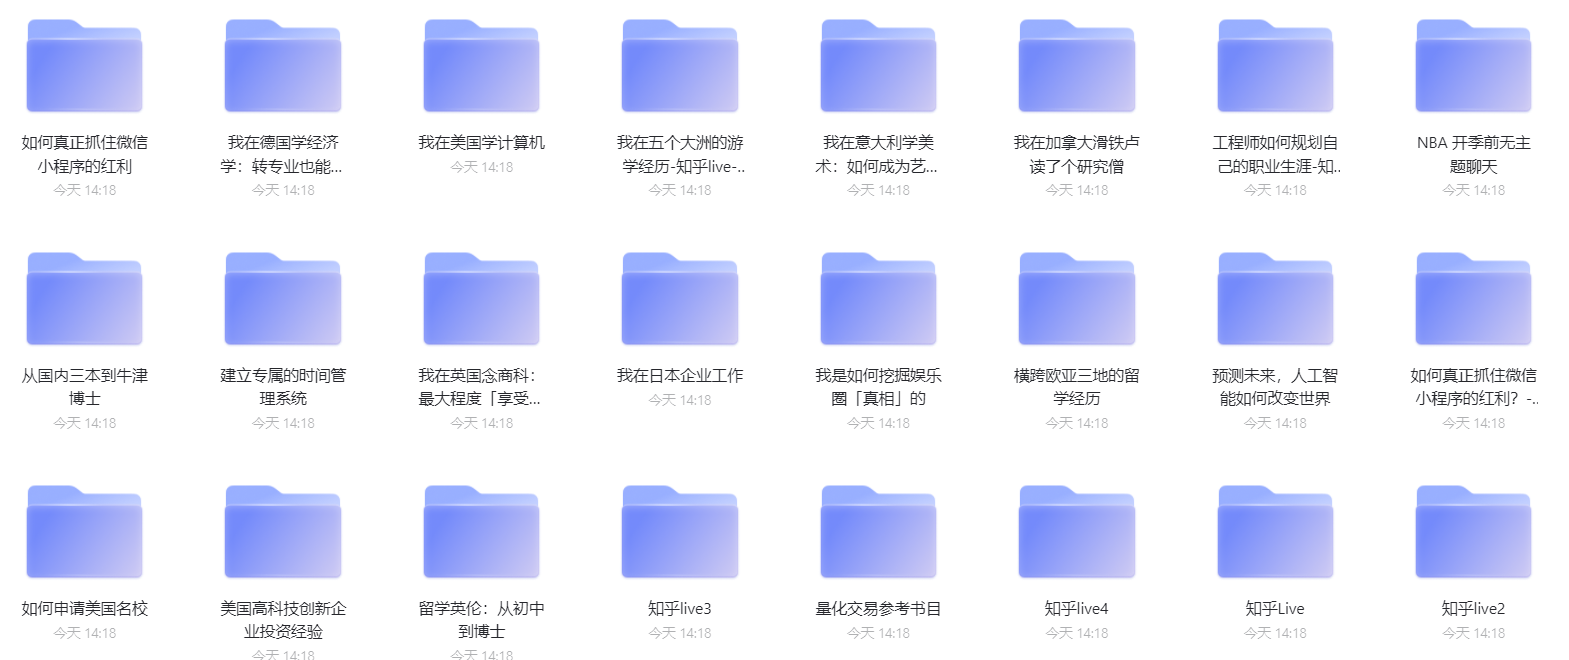 如何真正抓住微信
小程序的红利
今天 14:18
我在德国学经济
学：转专业也能...
今天 14:18
我在美国学计算机
今天 14:18
我在五个大洲的游
学经历-知乎live-..
今天 14:18
我在意大利学美
术：如何成为艺...
今天 14:18
我在加拿大滑铁卢
读了个研究僧
今天 14:18
工程师如何规划自
己的职业生涯-知..
今天 14:18
NBA 开季前无主
题聊天
今天 14:18
从国内三本到牛津
博士
今天 14:18
建立专属的时间管
理系统
今天 14:18
我在英国念商科：
最大程度「享受...
今天 14:18
我在日本企业工作
今天 14:18
我是如何挖掘娱乐
圈「真相」的
今天 14:18
横跨欧亚三地的留
学经历
今天 14:18
预测未来，人工智
能如何改变世界
今天 14:18
如何真正抓住微信
小程序的红利？-..
今天 14:18
如何申请美国名校
今天 14:18
美国高科技创新企
业投资经验
今天 14:18
留学英伦：从初中
到博士
今天 14:18
知乎live3
今天 14:18
量化交易参考书目
今天 14:18
知乎live4
今天 14:18
知乎Live
今天 14:18
知乎live2
今天 14:18